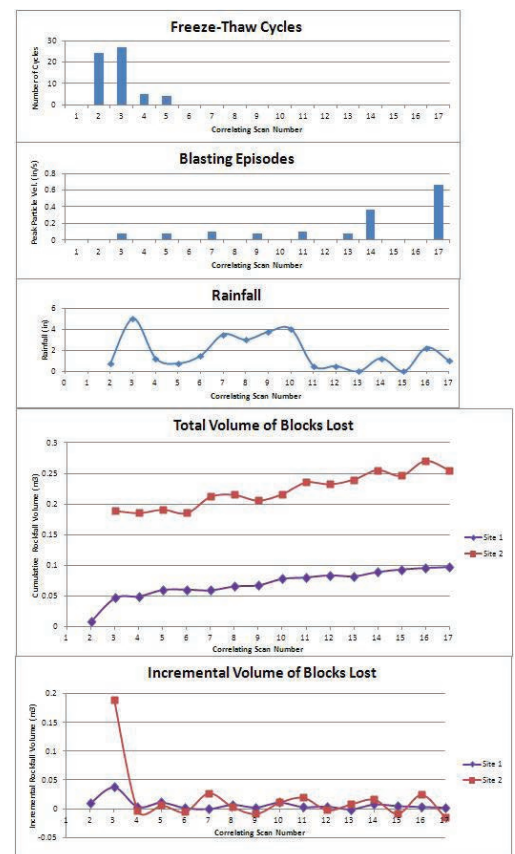 Freeze-Thaw Cycles
Number of Cycles
30
20
10
0
1 2 3 4 5 6 7 8 9 10 11 12 13 14 15 16 17
Correlating Scan Number
Blasting Episodes
Peak Particle Vel. (in/s)
0.8
0.6
0.4
0.2
0
1 2 3 4 5 6 7 8 9 10 11 12 13 14 15 16 17
Correlating Scan Number
Rainfall
Rainfall (in)
6
4
2
0
0 1 2 3 4 5 6 7 8 9 10 11 12 13 14 15 16 17
Correlating Scan Number
Total Volume of Blocks Lost
Cumulative Rockfall Volume (m3)
0.3
0.25
0.2
0.15
0.1
0.05
0
1 2 3 4 5 6 7 8 9 10 11 12 13 14 15 16 17
Correlating Scan Number
Site 1
Site 2
Incremental Volume of Blocks Lost
Incremental Rockfall Volume (m3)
0.2
0.15
0.1
0.05
0
-0.05
1 2 3 4 5 6 7 8 9 10 11 12 13 14 15 16 17
Correlating Scan Number
Site 1
Site 2